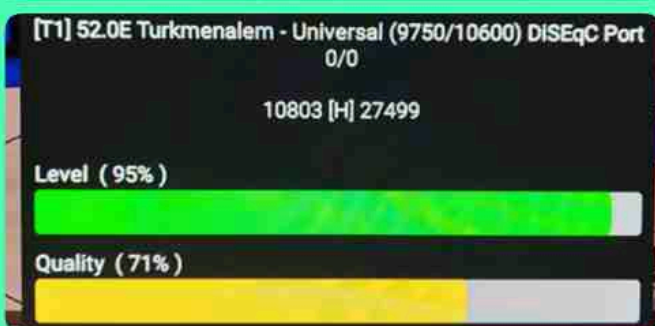 [T1] 52.0E Turkmenalem - Universal (9750/10600) DiSEqC Port
0/0
10803 [H] 27499
Level ( 95% )
Quality ( 71% )